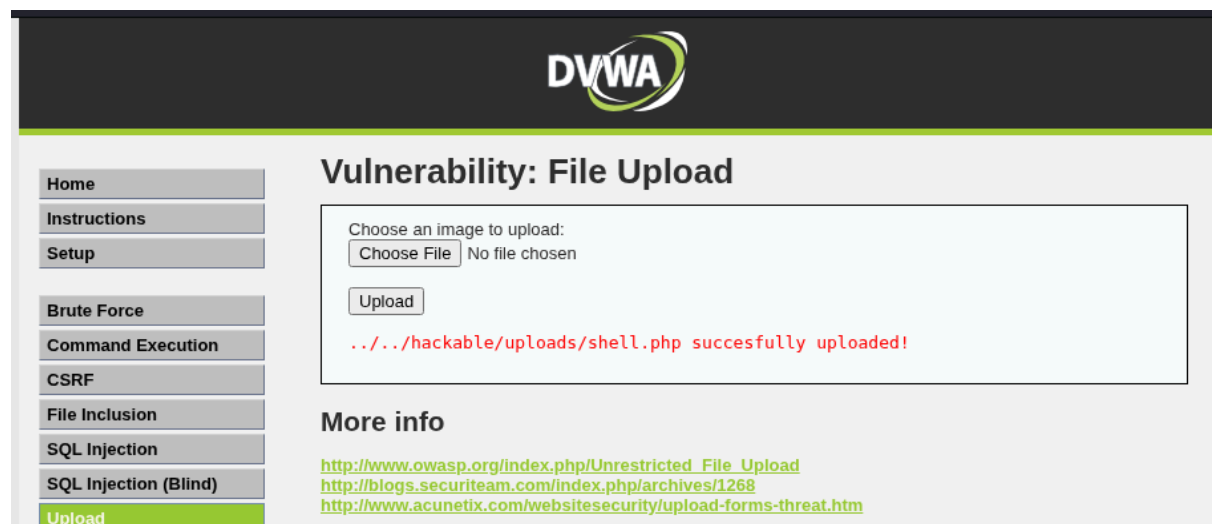 DVWA
Home
Instructions
Setup
Brute Force
Command Execution
CSRF
File Inclusion
SQL Injection
SQL Injection (Blind)
Upload
Vulnerability: File Upload
Choose an image to upload:
Choose File No file chosen
Upload
../../hackable/uploads/shell.php succesfully uploaded!
More info
http://www.owasp.org/index.php/Unrestricted_File_Upload
http://blogs.securiteam.com/index.php/archives/1268
http://www.acunetix.com/websitesecurity/upload-forms-threat.htm